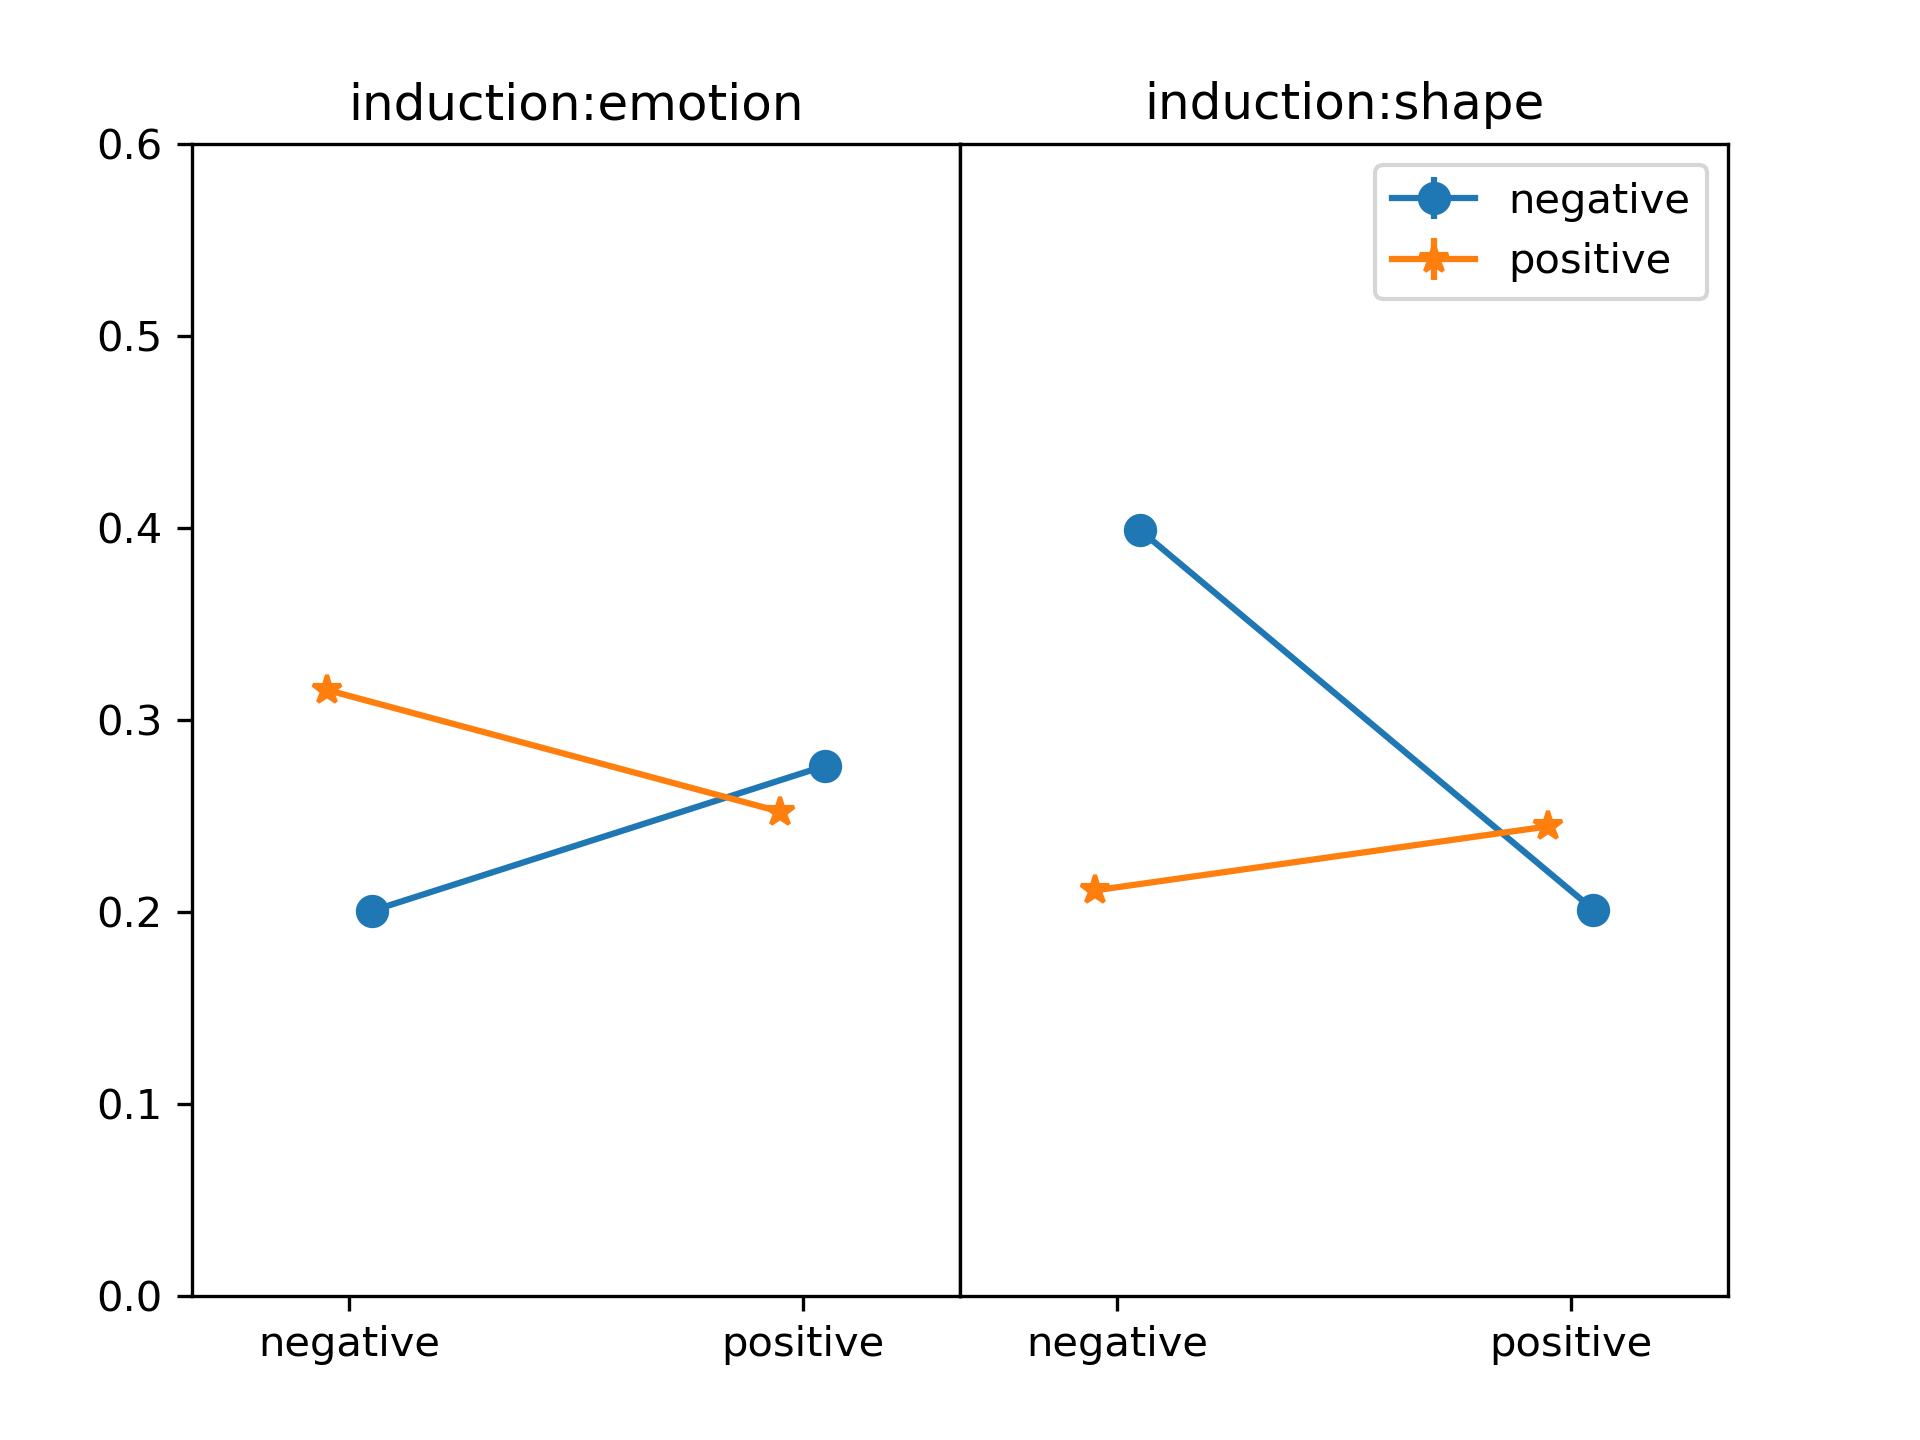 induction:emotion
induction:shape
0.6
0.5
0.4
0.3
0.2
0.1
0.0
negative
positive
negative
positive
negative
positive